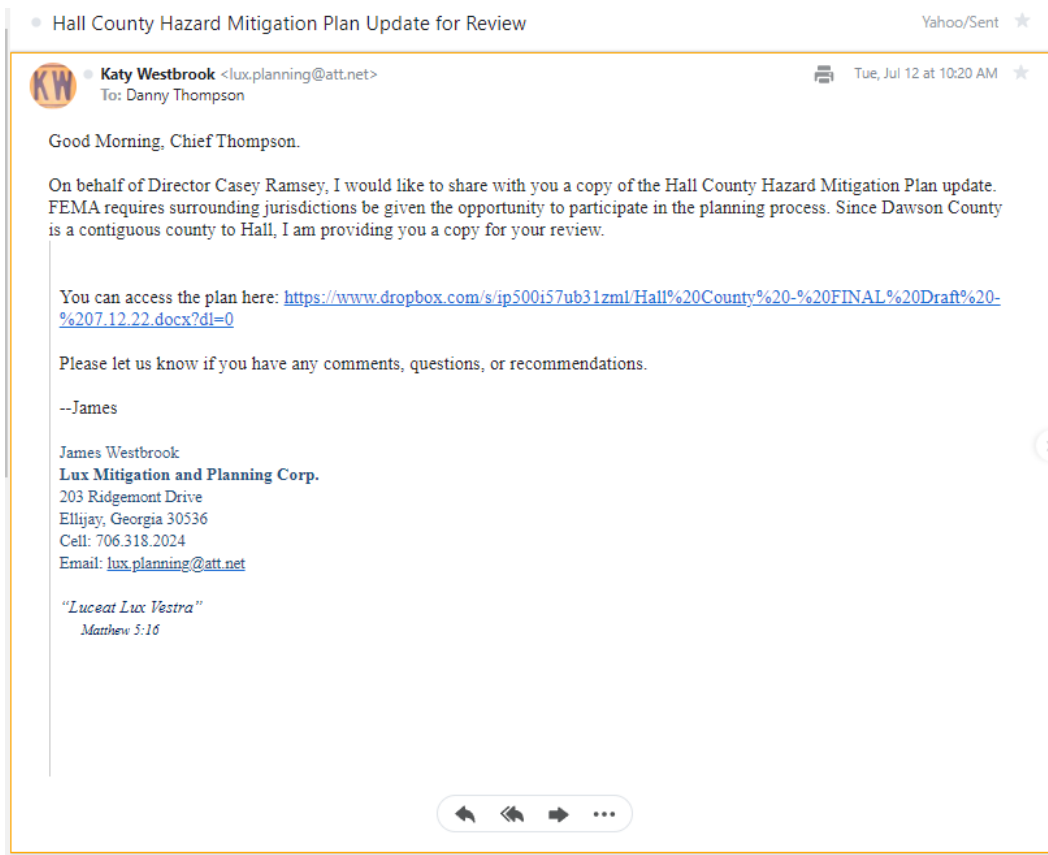 Hall County Hazard Mitigation Plan Update for Review
Yahoo/Sent
KW
Katy Westbrook <lux.planning@att.net>
Tue, Jul 12 at 10:20 AM
To: Danny Thompson
Good Morning, Chief Thompson.
On behalf of Director Casey Ramsey, I would like to share with you a copy of the Hall County Hazard Mitigation Plan update.
FEMA requires surrounding jurisdictions be given the opportunity to participate in the planning process. Since Dawson County
is a contiguous county to Hall, I am providing you a copy for your review.
You can access the plan here: https://www.dropbox.com/s/ip500i57ub31zml/Hall%20County%20-%20FINAL%20Draft%20-
%207.12.22.docx?dl=0
Please let us know if you have any comments, questions, or recommendations.
--James
James Westbrook
Lux Mitigation and Planning Corp.
203 Ridgemont Drive
Ellijay, Georgia 30536
Cell: 706.318.2024
Email: lux.planning@att.net
“Luceat Lux Vestra”
Matthew 5:16